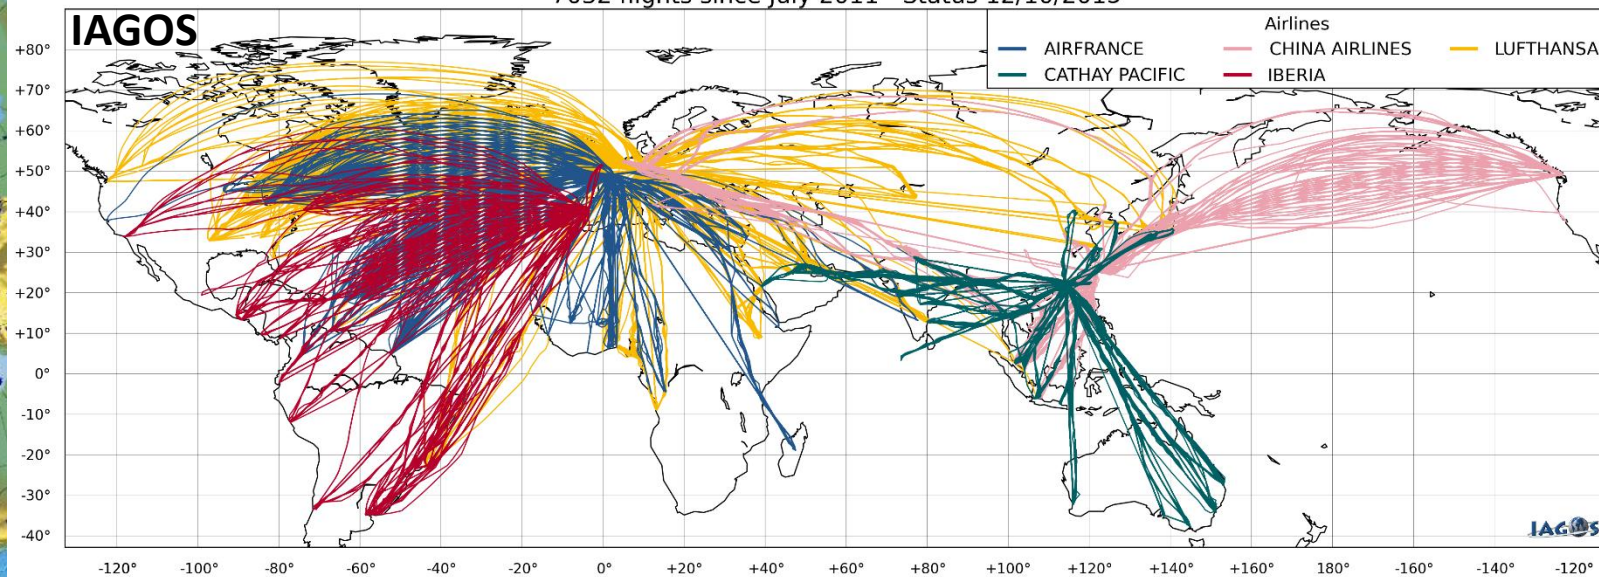 IAGOS
Airlines
AIRFRANCE
CHINA AIRLINES
LUFTHANSA
CATHAY PACIFIC
IBERIA
+80°
+70°
+60°
+50°
+40°
+30°
+20°
+10°
0°
-10°
-20°
-30°
-40°
IAGOS
-120° -100° -80° -60° -40° -20° 0° +20° +40° +60° +80° +100° +120° +140° +160° 180° -160° -140° -120°